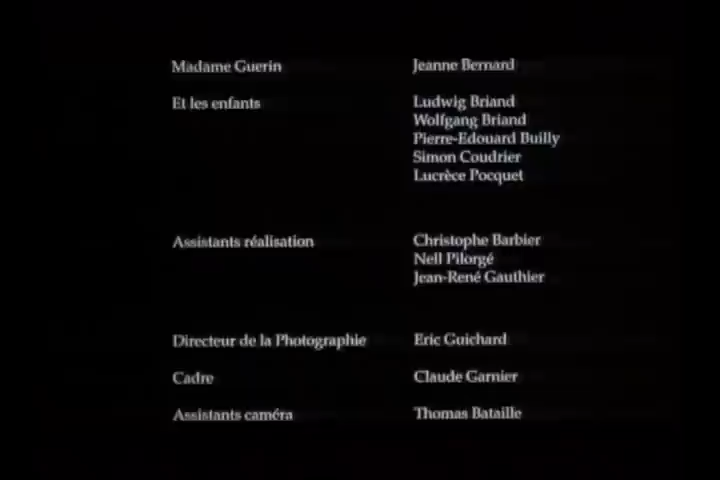 Madame Guerin Jeanne Bernard
Et les enfants Ludwig Briand
Wolfgang Briand
Pierre-Edouard Builly
Simon Coudrier
Lucrèce Pocquet
Assistants réalisation Christophe Barbier
Nell Pilorgé
Jean-René Gauthier
Directeur de la Photographie Eric Guichard
Cadre Claude Garnier
Assistants caméra Thomas Bataille